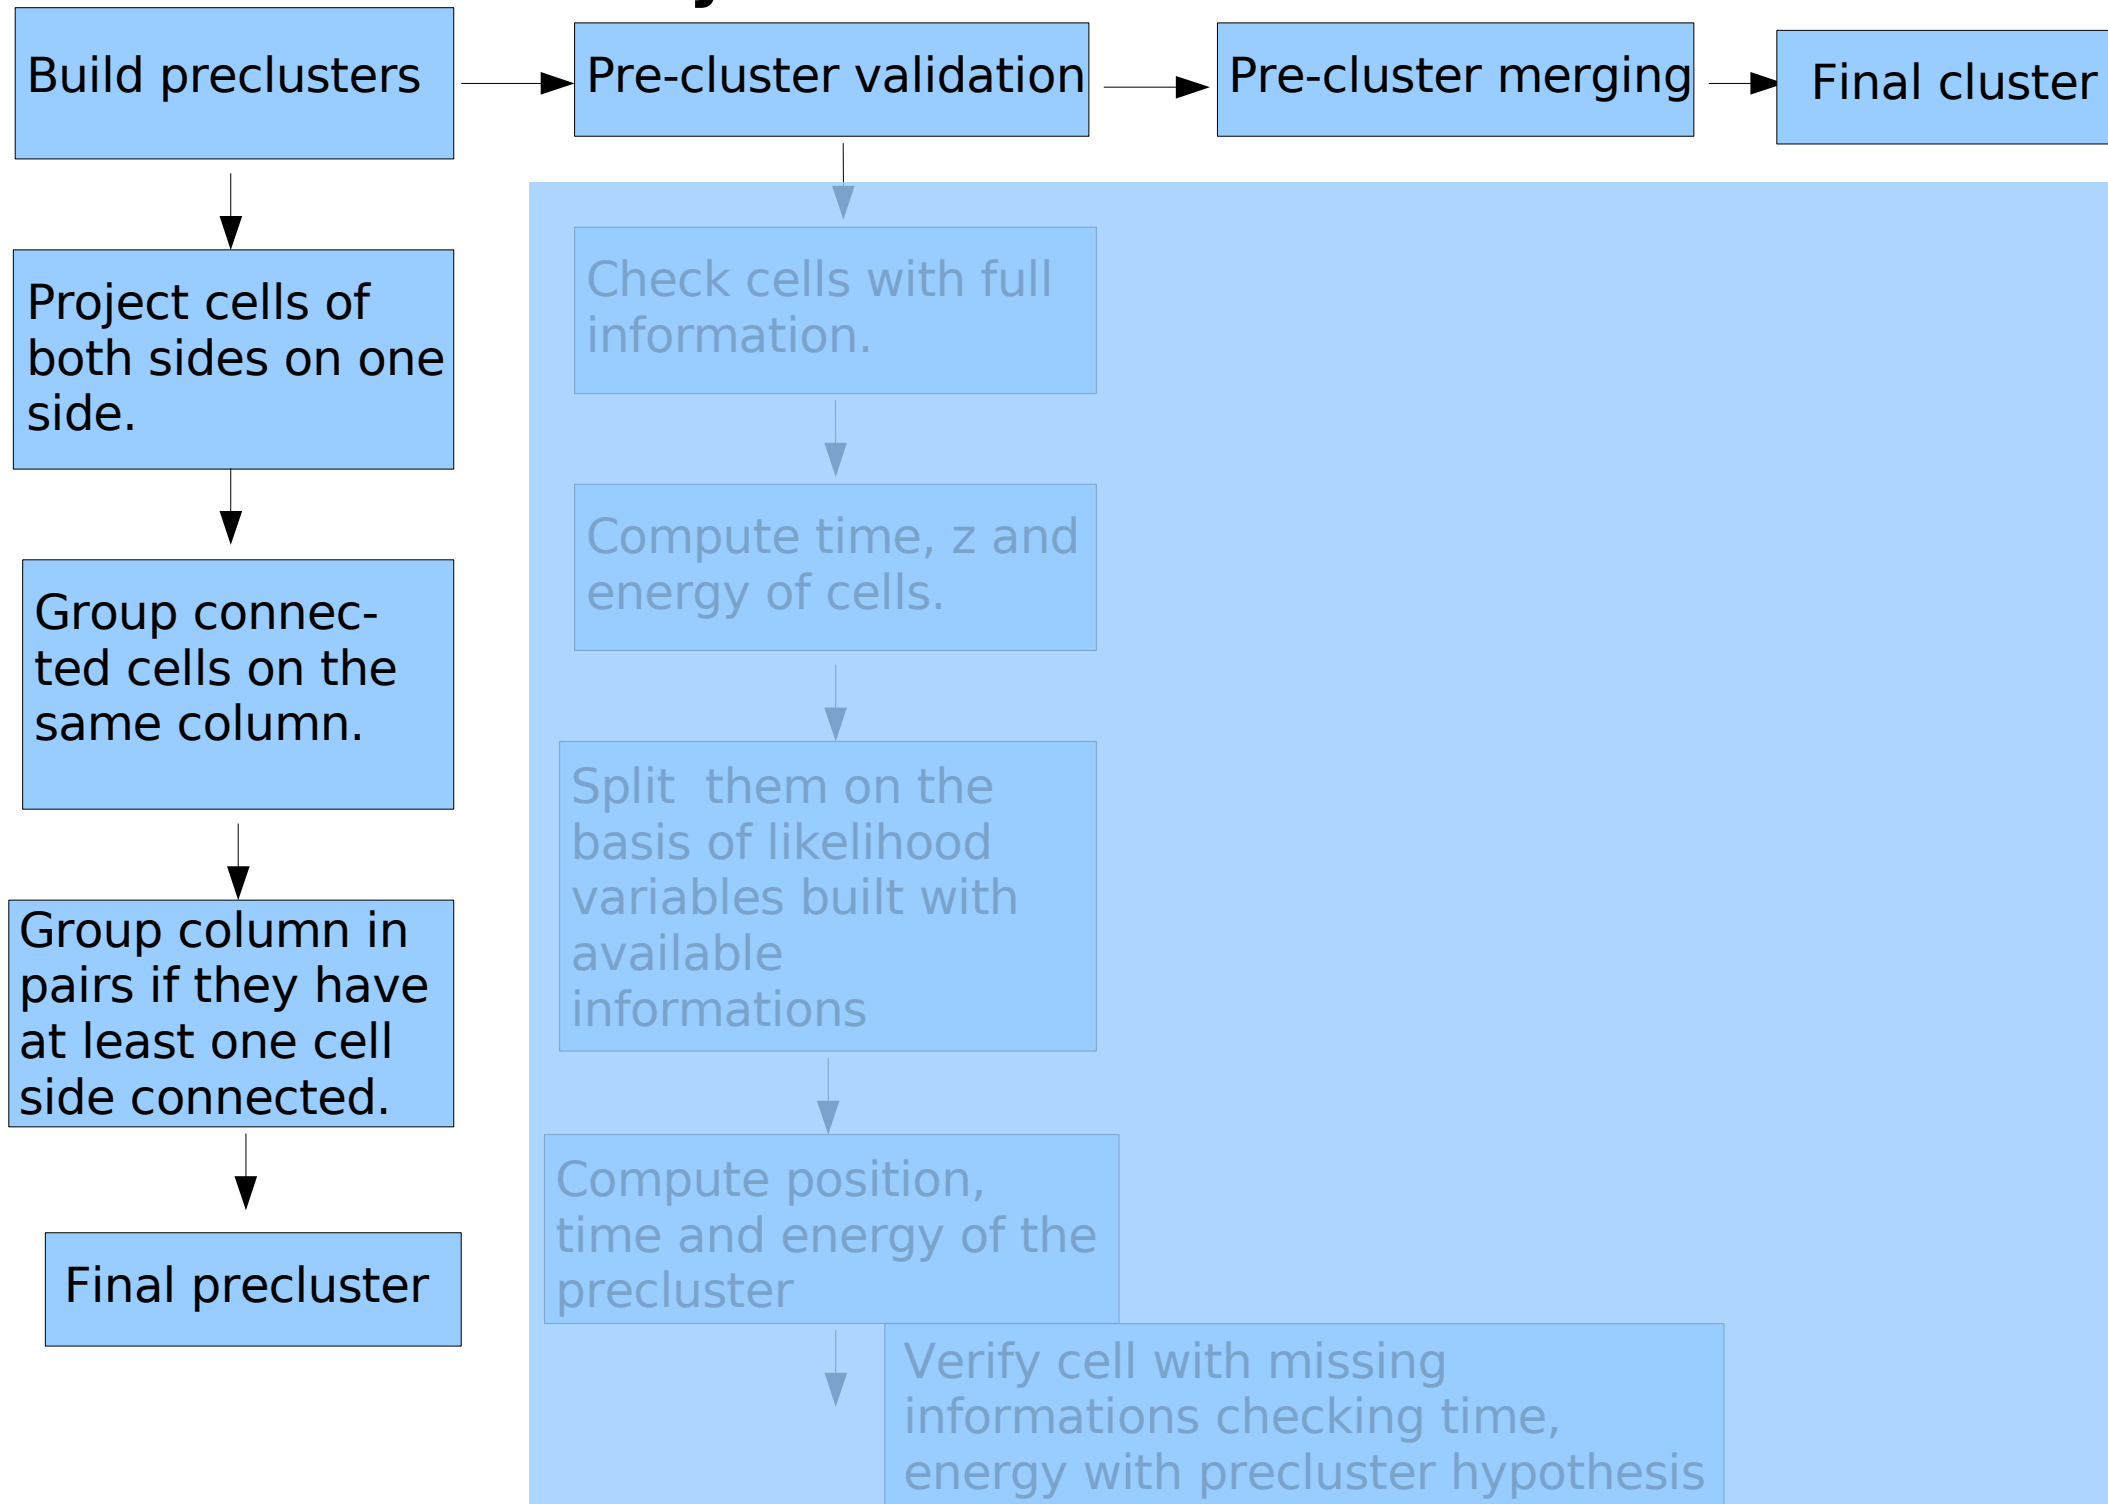 Build preclusters
Pre-cluster validation
Pre-cluster merging
Final cluster
Project cells of
both sides on one
side.
Group connec-
ted cells on the
same column.
Group column in
pairs if they have
at least one cell
side connected.
Final precluster
Check cells with full
information.
Compute time, z and
energy of cells.
Split  them on the
basis of likelihood
variables built with
available
informations
Compute position,
time and energy of the
precluster
Verify cell with missing
informations checking time,
energy with precluster hypothesis